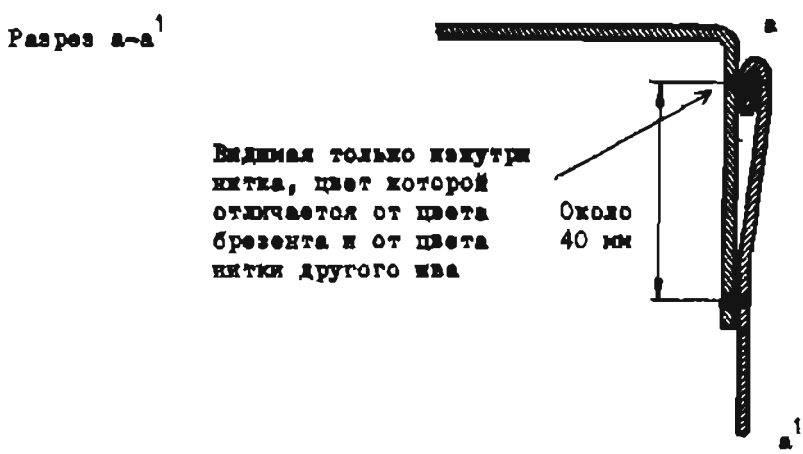 Разрез а-а¹
а
Видимая только изнутри
нитка, цвет которой
отличается от цвета
брезента и от цвета
нитки другого шва
Около
40 мм
а¹